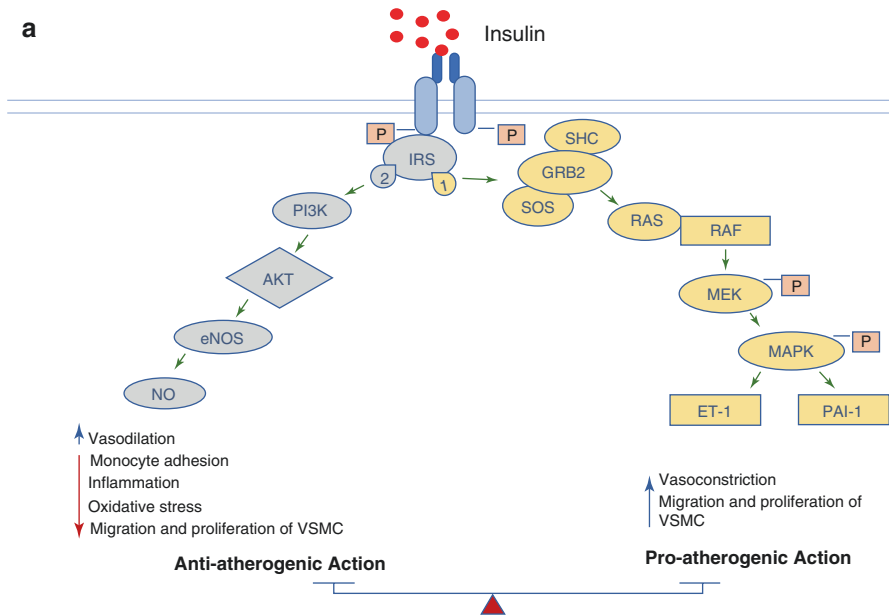 a
Insulin
P
P
IRS
2
1
SHC
GRB2
SOS
PI3K
RAS
RAF
AKT
MEK
P
eNOS
MAPK
P
NO
ET-1
PAI-1
Vasodilation
Monocyte adhesion
Inflammation
Oxidative stress
Migration and proliferation of VSMC
Vasoconstriction
Migration and proliferation of
VSMC
Anti-atherogenic Action
Pro-atherogenic Action